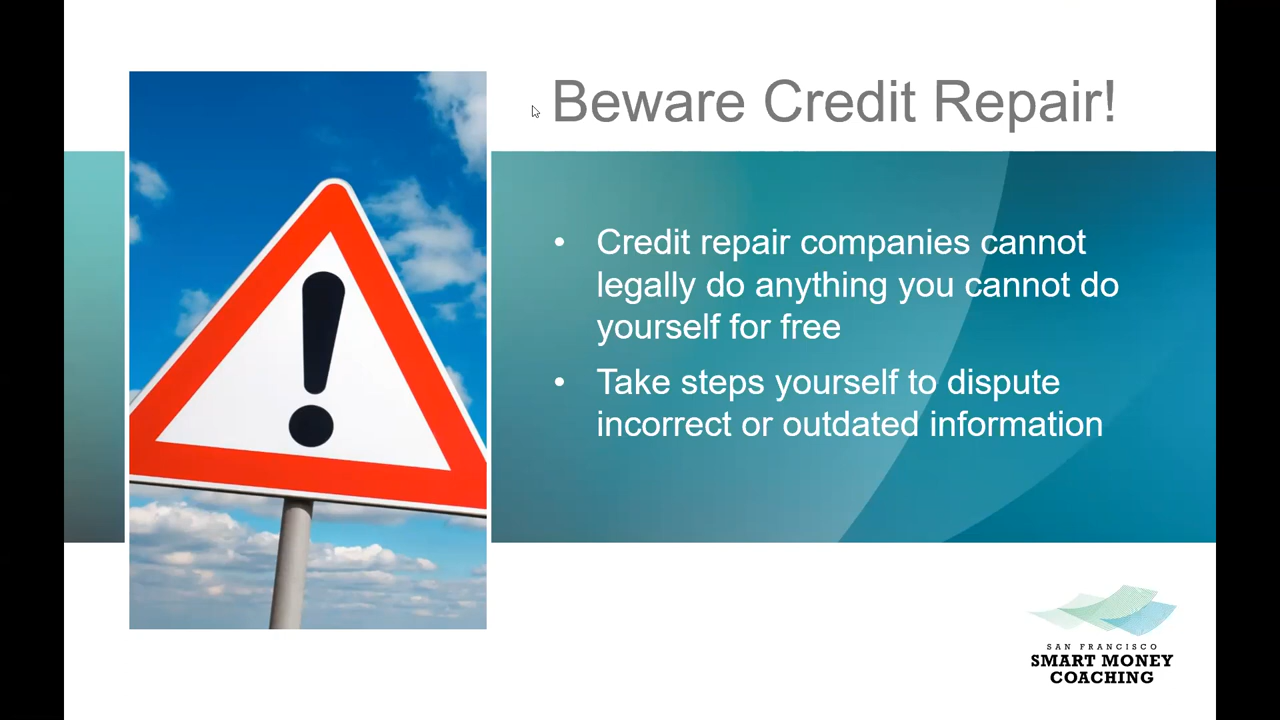 Beware Credit Repair!
• Credit repair companies cannot
legally do anything you cannot do
yourself for free
• Take steps yourself to dispute
incorrect or outdated information
SAN FRANCISCO
SMART MONEY
COACHING